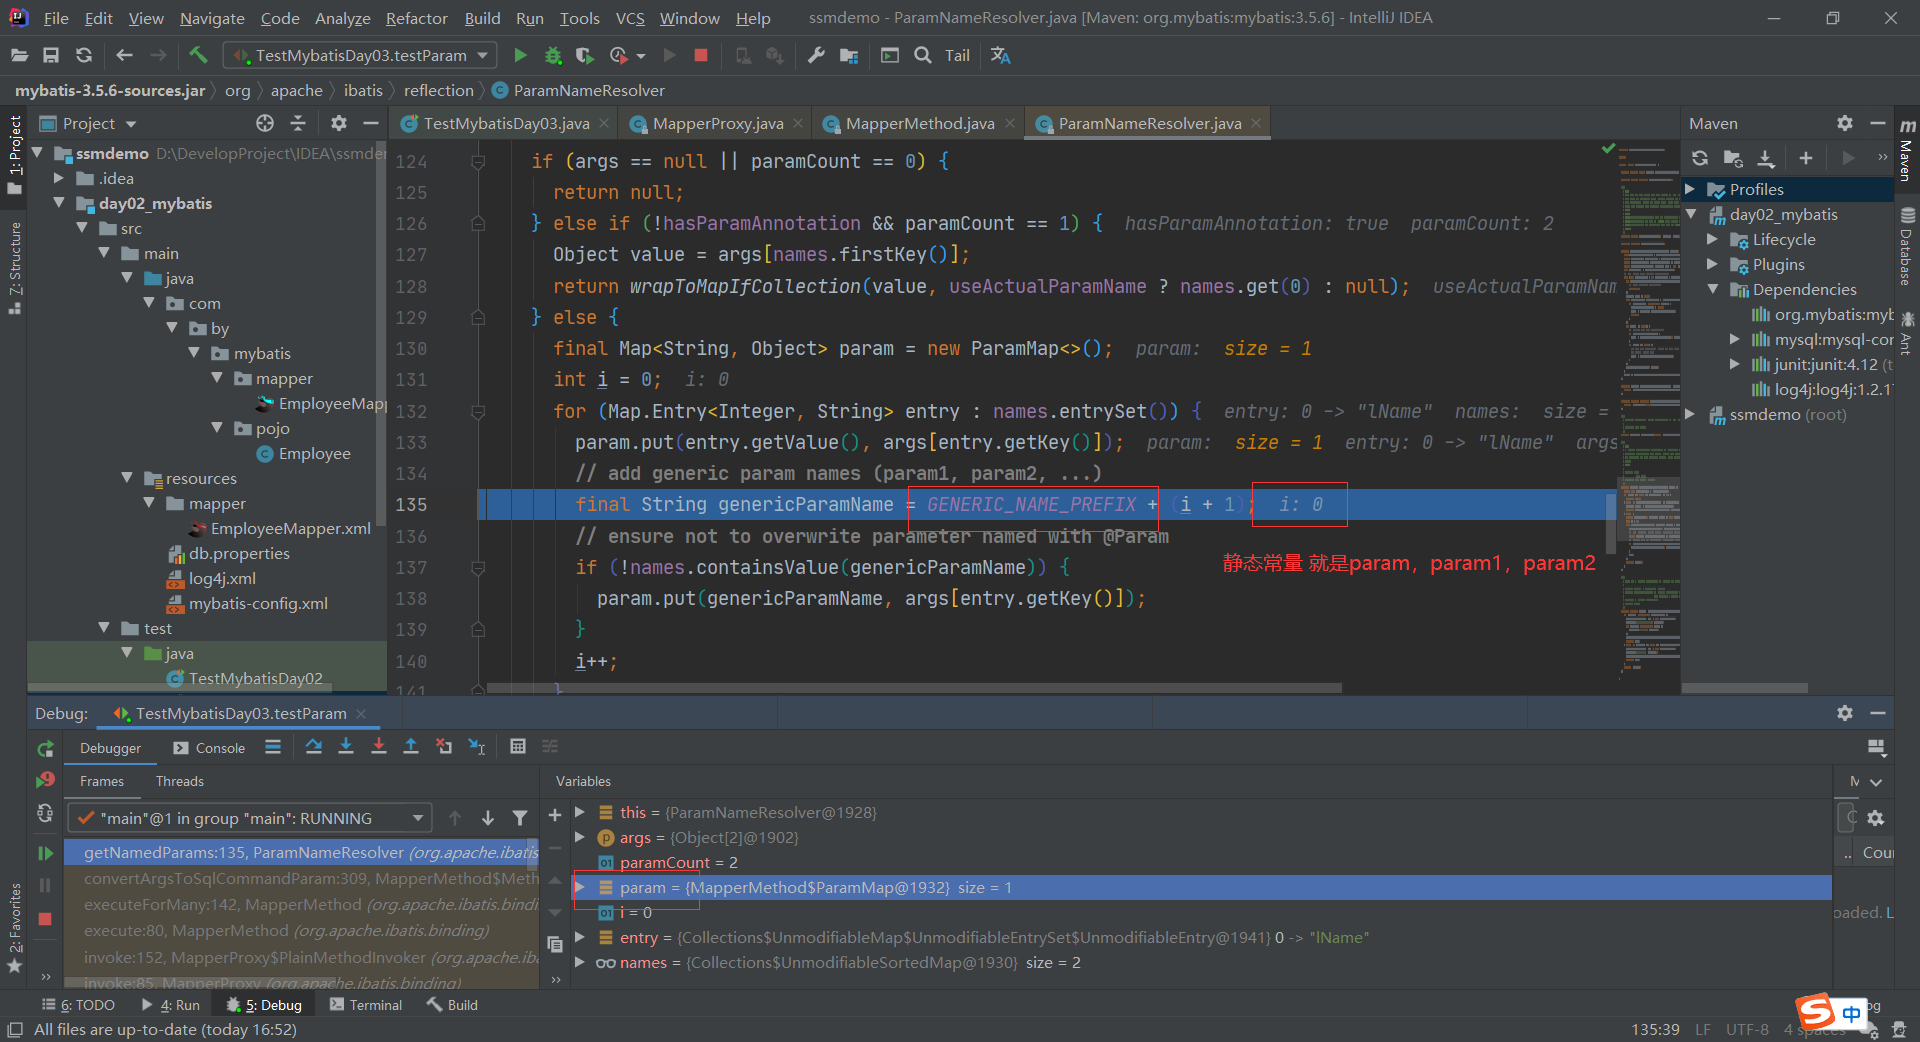 File Edit View Navigate Code Analyze Refactor Build Run Tools VCS Window Help ssmdemo - ParamNameResolver.java [Maven: org.mybatis:mybatis:3.5.6] - IntelliJ IDEA
TestMybatisDay03.testParam Tail
mybatis-3.5.6-sources.jar org apache ibatis reflection ParamNameResolver
1: Project
7: Structure
2: Favorites
Project
ssmdemo D:\DevelopProject\IDEA\ssmde
.idea
day02_mybatis
src
main
java
com
by
mybatis
mapper
EmployeeMap
pojo
Employee
resources
mapper
EmployeeMapper.xml
db.properties
log4j.xml
mybatis-config.xml
test
java
TestMybatisDay02
TestMybatisDay03.java MapperProxy.java MapperMethod.java ParamNameResolver.java
124 if (args == null || paramCount == 0) {
125 return null;
126 } else if (!hasParamAnnotation && paramCount == 1) { hasParamAnnotation: true paramCount: 2
127 Object value = args[names.firstKey()];
128 return wrapToMapIfCollection(value, useActualParamName ? names.get(0) : null); useActualParamNam
129 } else {
130 final Map<String, Object> param = new ParamMap<>(); param: size = 1
131 int i = 0; i: 0
132 for (Map.Entry<Integer, String> entry : names.entrySet()) { entry: 0 -> "lName" names: size =
133 param.put(entry.getValue(), args[entry.getKey()]); param: size = 1 entry: 0 -> "lName" args
134 // add generic param names (param1, param2, ...)
135 final String genericParamName = GENERIC_NAME_PREFIX + (i + 1); i: 0
136 // ensure not to overwrite parameter named with @Param
137 if (!names.containsValue(genericParamName)) {
静态常量 就是param，param1，param2
138 param.put(genericParamName, args[entry.getKey()]);
139 }
140 i++;
141 }
Maven
Profiles
day02_mybatis
Lifecycle
Plugins
Dependencies
org.mybatis:myb
mysql:mysql-cor
junit:junit:4.12 (t
log4j:log4j:1.2.1
ssmdemo (root)
Maven
Database
Ant
Debug: TestMybatisDay03.testParam
Debugger Console
Frames Threads
"main"@1 in group "main": RUNNING
getNamedParams:135, ParamNameResolver (org.apache.ibatis
convertArgsToSqlCommandParam:309, MapperMethod$Meth
executeForMany:142, MapperMethod (org.apache.ibatis.bindi
execute:80, MapperMethod (org.apache.ibatis.binding)
invoke:152, MapperProxy$PlainMethodInvoker (org.apache.iba
invoke:85, MapperProxy (org.apache.ibatis.binding)
Variables
this = {ParamNameResolver@1928}
args = {Object[2]@1902}
paramCount = 2
param = {MapperMethod$ParamMap@1932} size = 1
i = 0
entry = {Collections$UnmodifiableMap$UnmodifiableEntrySet$UnmodifiableEntry@1941} 0 -> "lName"
names = {Collections$UnmodifiableSortedMap@1930} size = 2
Cou
oaded. L
6: TODO 4: Run 5: Debug Terminal Build
All files are up-to-date (today 16:52) 135:39 LF UTF-8 4 spaces
中